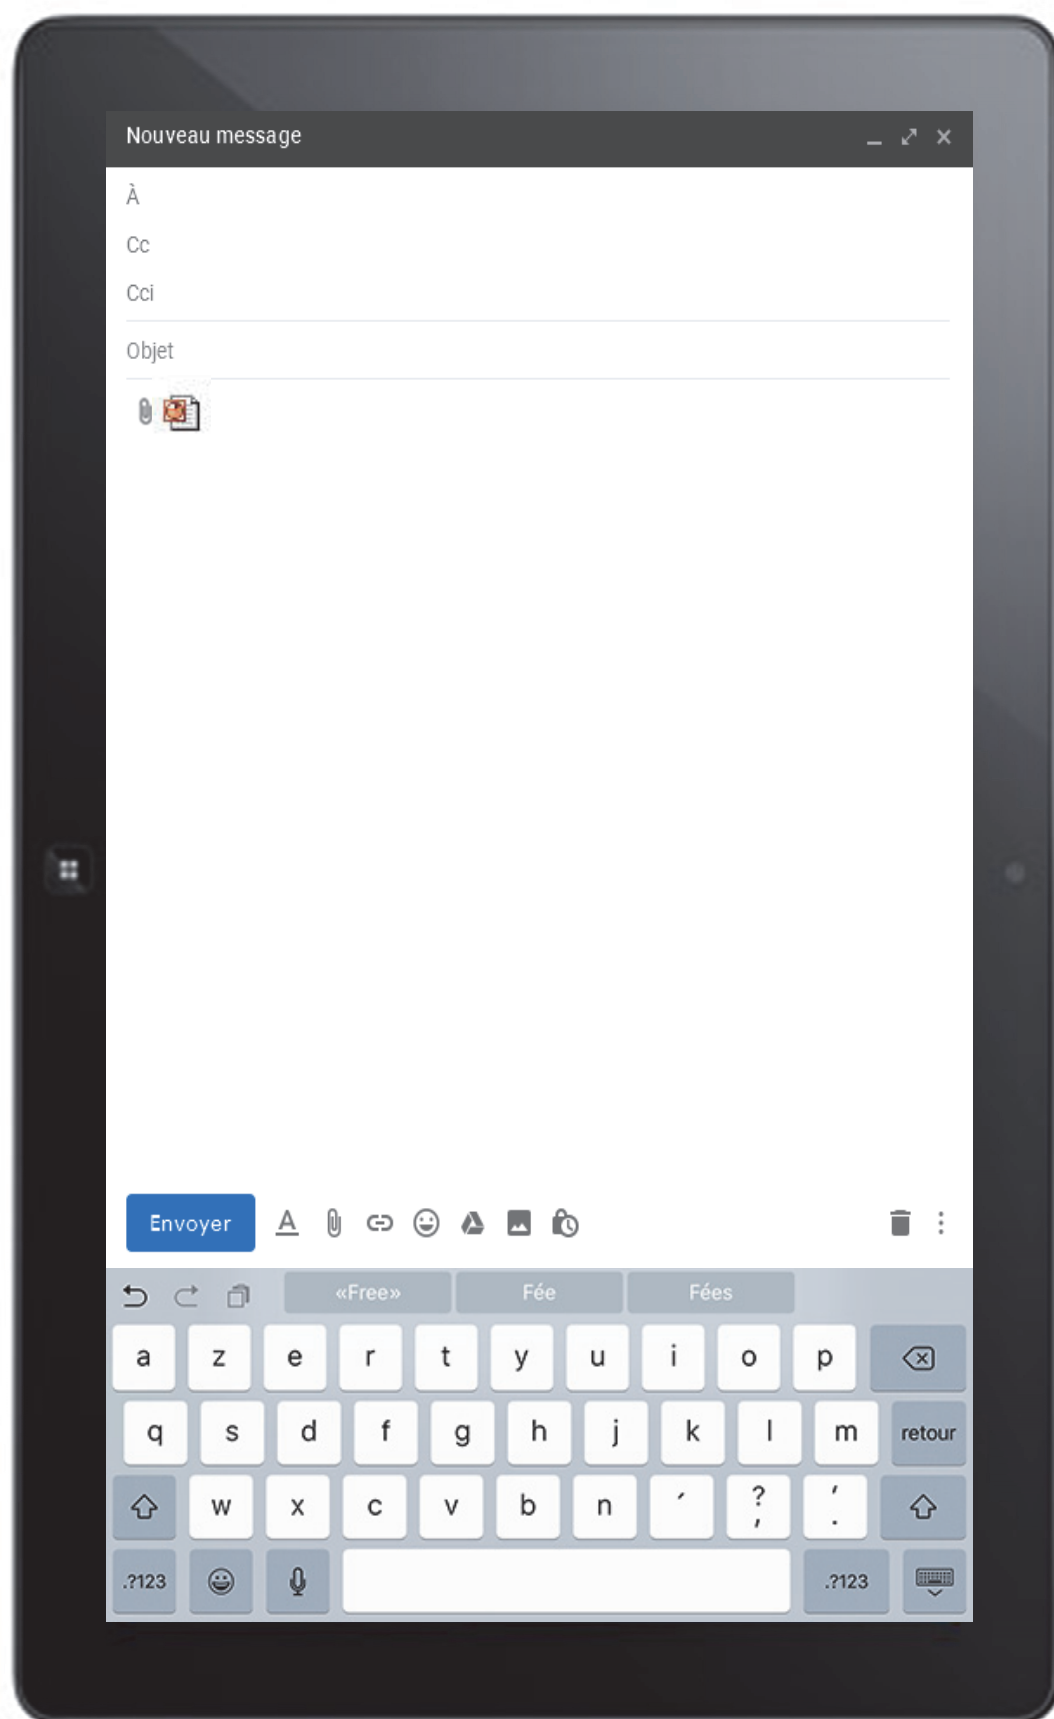 Nouveau message
À
Cc
Cci
Objet
Envoyer
«Free» Fée Fées
a z e r t y u i o p
q s d f g h j k l m retour
w x c v b n ´ ? , ' .
.?123 .?123